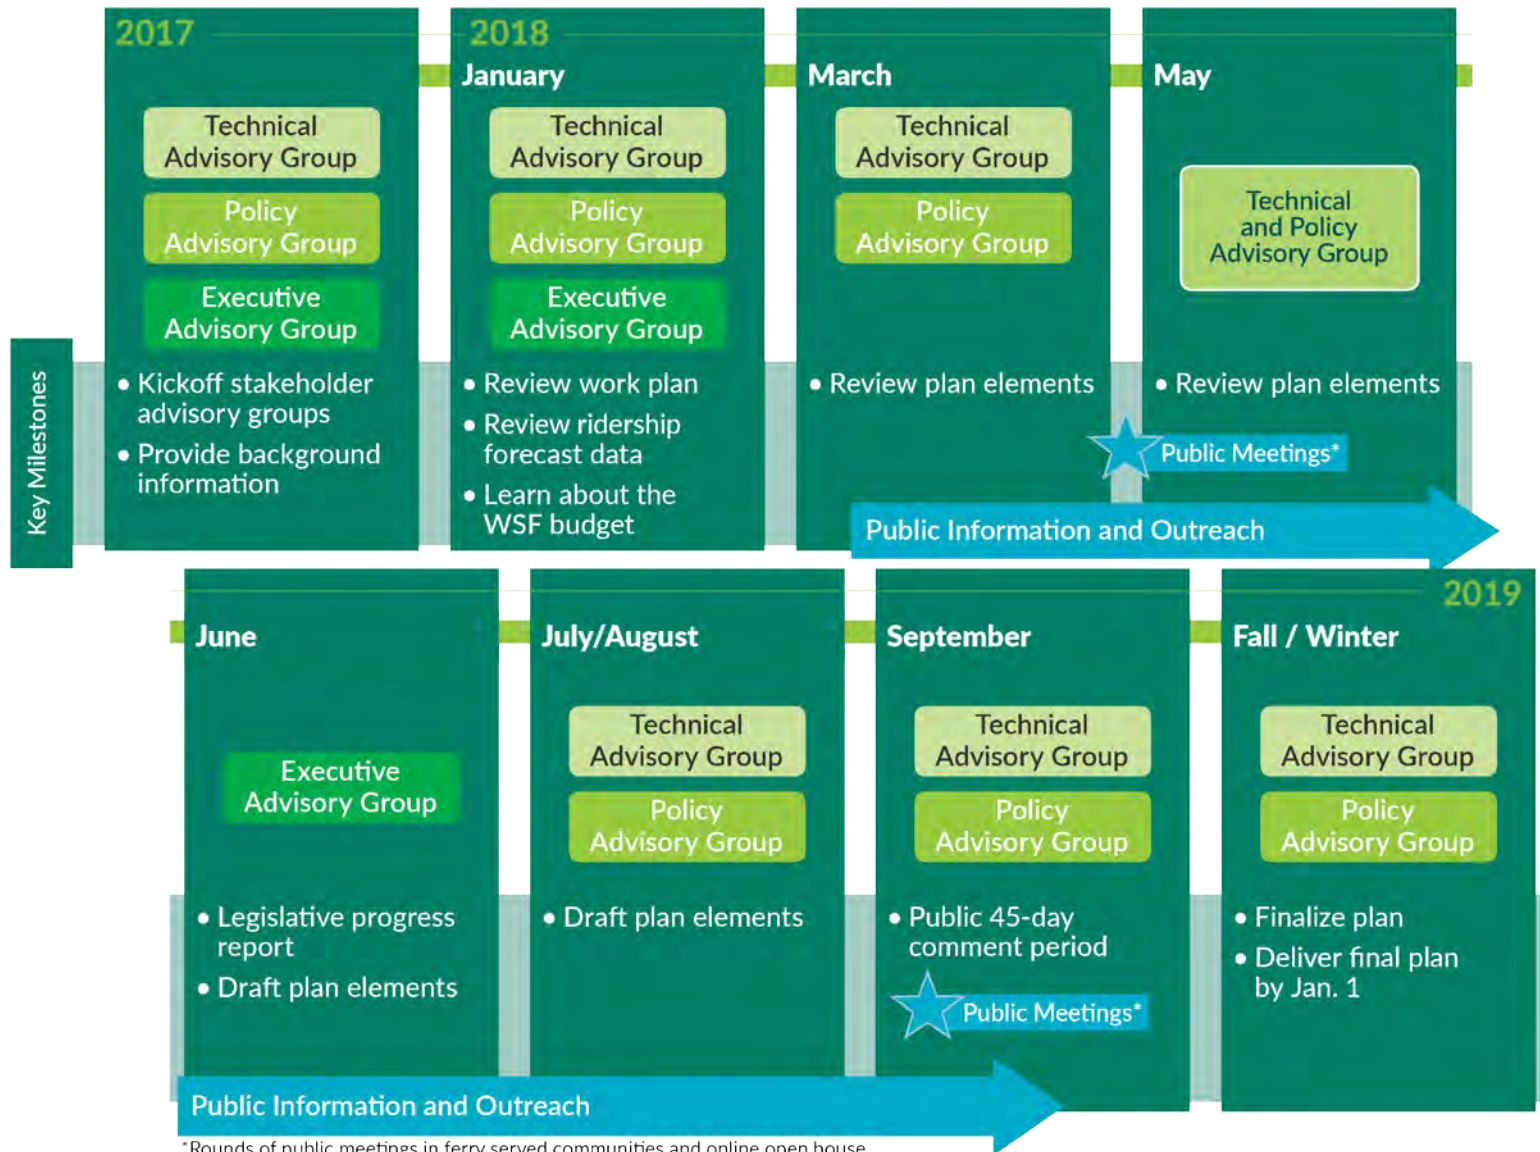 2017
Technical
Advisory Group
Policy
Advisory Group
Executive
Advisory Group
• Kickoff stakeholder
advisory groups
• Provide background
information
2018
January
Technical
Advisory Group
Policy
Advisory Group
Executive
Advisory Group
• Review work plan
• Review ridership
forecast data
• Learn about the
WSF budget
March
Technical
Advisory Group
Policy
Advisory Group
• Review plan elements
May
Technical
and Policy
Advisory Group
• Review plan elements
Public Meetings*
Key Milestones
Public Information and Outreach
June
Executive
Advisory Group
• Legislative progress
report
• Draft plan elements
July/August
Technical
Advisory Group
Policy
Advisory Group
• Draft plan elements
September
Technical
Advisory Group
Policy
Advisory Group
• Public 45-day
comment period
Public Meetings*
2019
Fall / Winter
Technical
Advisory Group
Policy
Advisory Group
• Finalize plan
• Deliver final plan
by Jan. 1
Public Information and Outreach
*Rounds of public meetings in ferry served communities and online open house